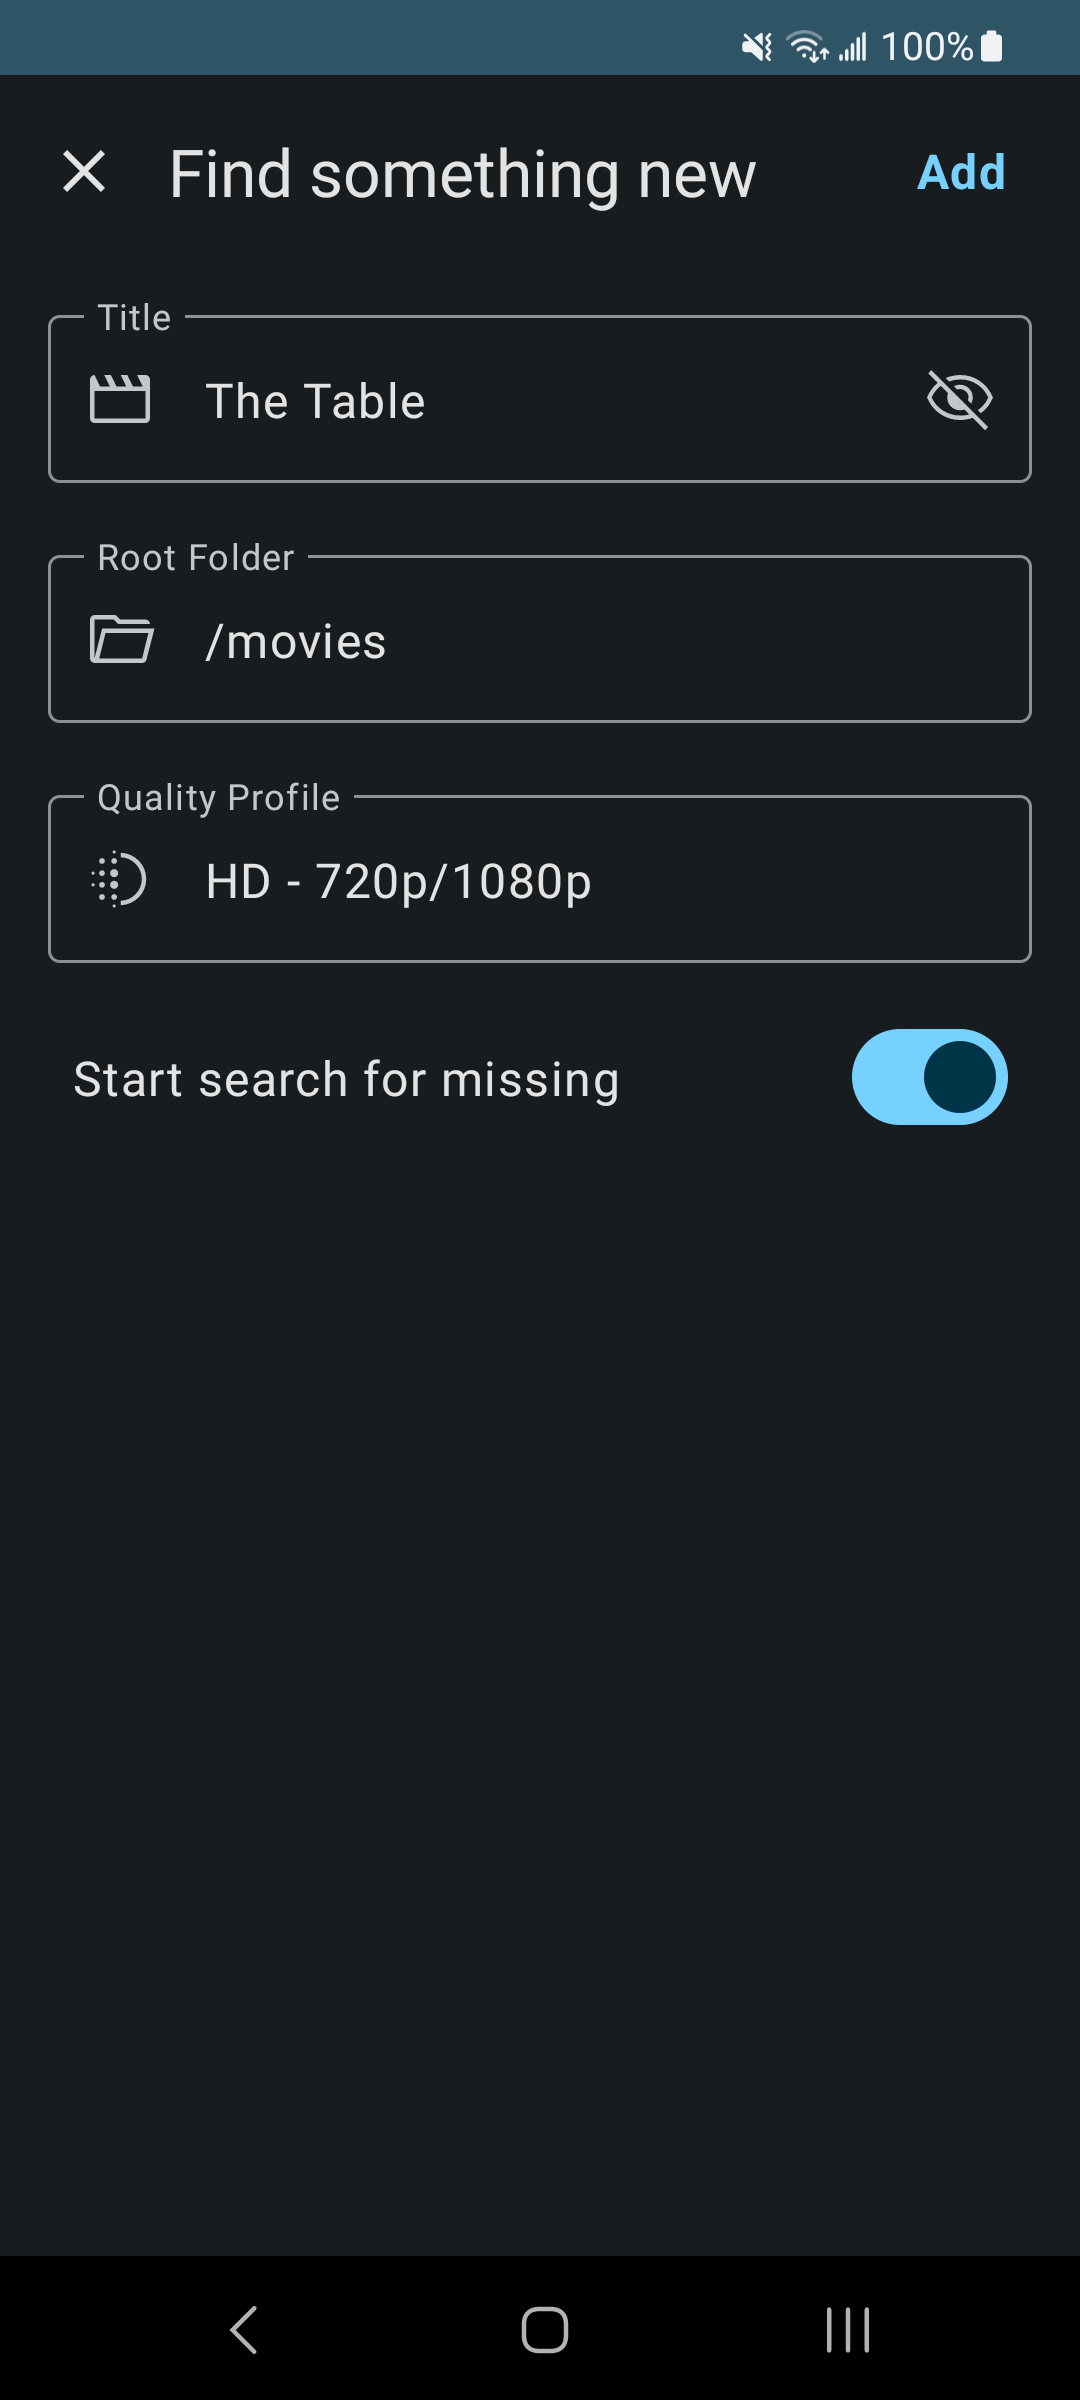 100%
Find something new
Add
Title
The Table
Root Folder
/movies
Quality Profile
HD - 720p/1080p
Start search for missing